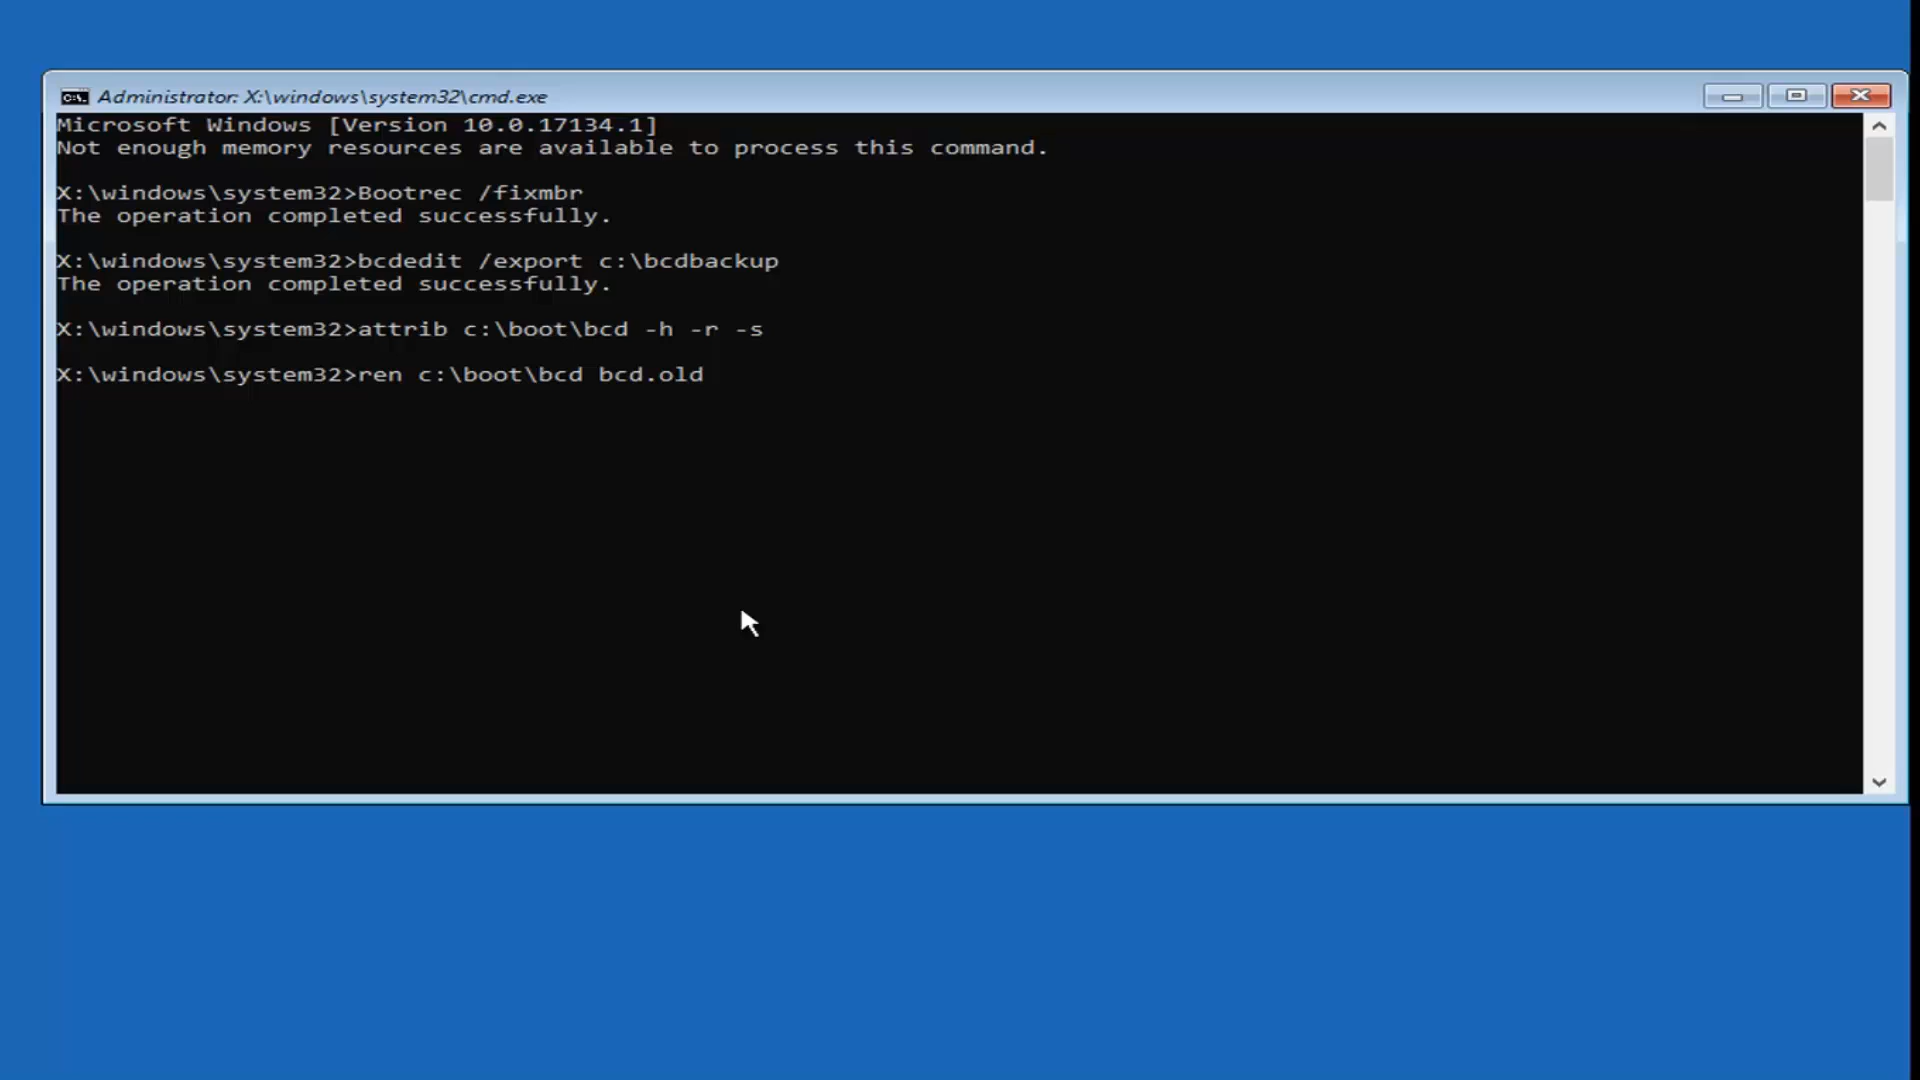 Administrator: X:\windows\system32\cmd.exe
Microsoft Windows [Version 10.0.17134.1]
Not enough memory resources are available to process this command.
X:\windows\system32>Bootrec /fixmbr
The operation completed successfully.
X:\windows\system32>bcdedit /export c:\bcdbackup
The operation completed successfully.
X:\windows\system32>attrib c:\boot\bcd -h -r -s
X:\windows\system32>ren c:\boot\bcd bcd.old